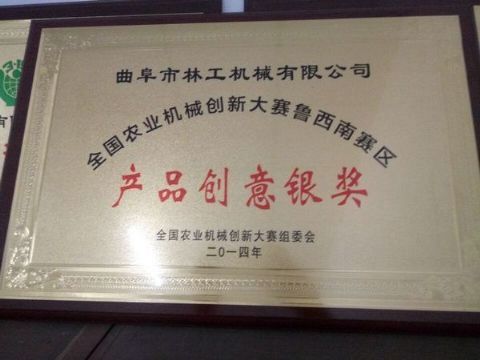 曲阜市林工机械有限公司
全国农业机械创新大赛鲁西南赛区
产品创意银奖
全国农业机械创新大赛组委会
二〇一四年